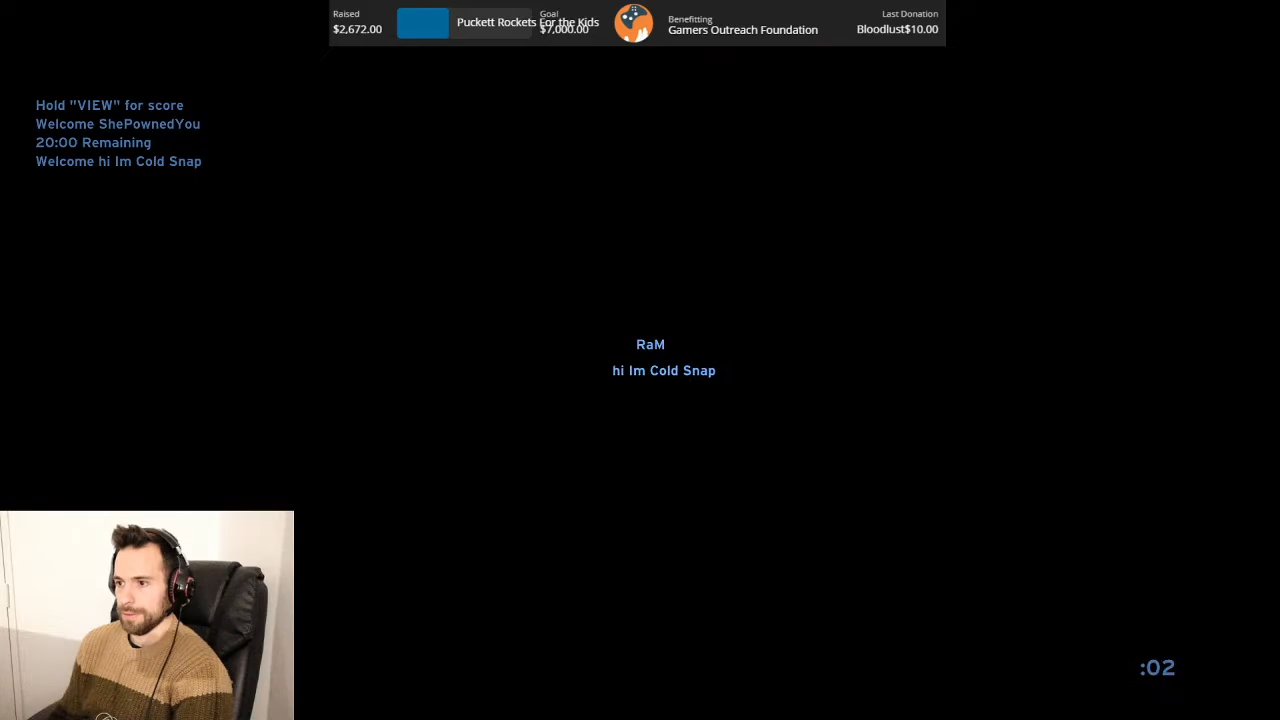 Raised
$2,672.00
Puckett Rockets For the Kids
Goal
$7,000.00
Benefitting
Gamers Outreach Foundation
Last Donation
Bloodlust$10.00
Hold "VIEW" for score
Welcome ShePownedYou
20:00 Remaining
Welcome hi Im Cold Snap
RaM
hi Im Cold Snap
:02